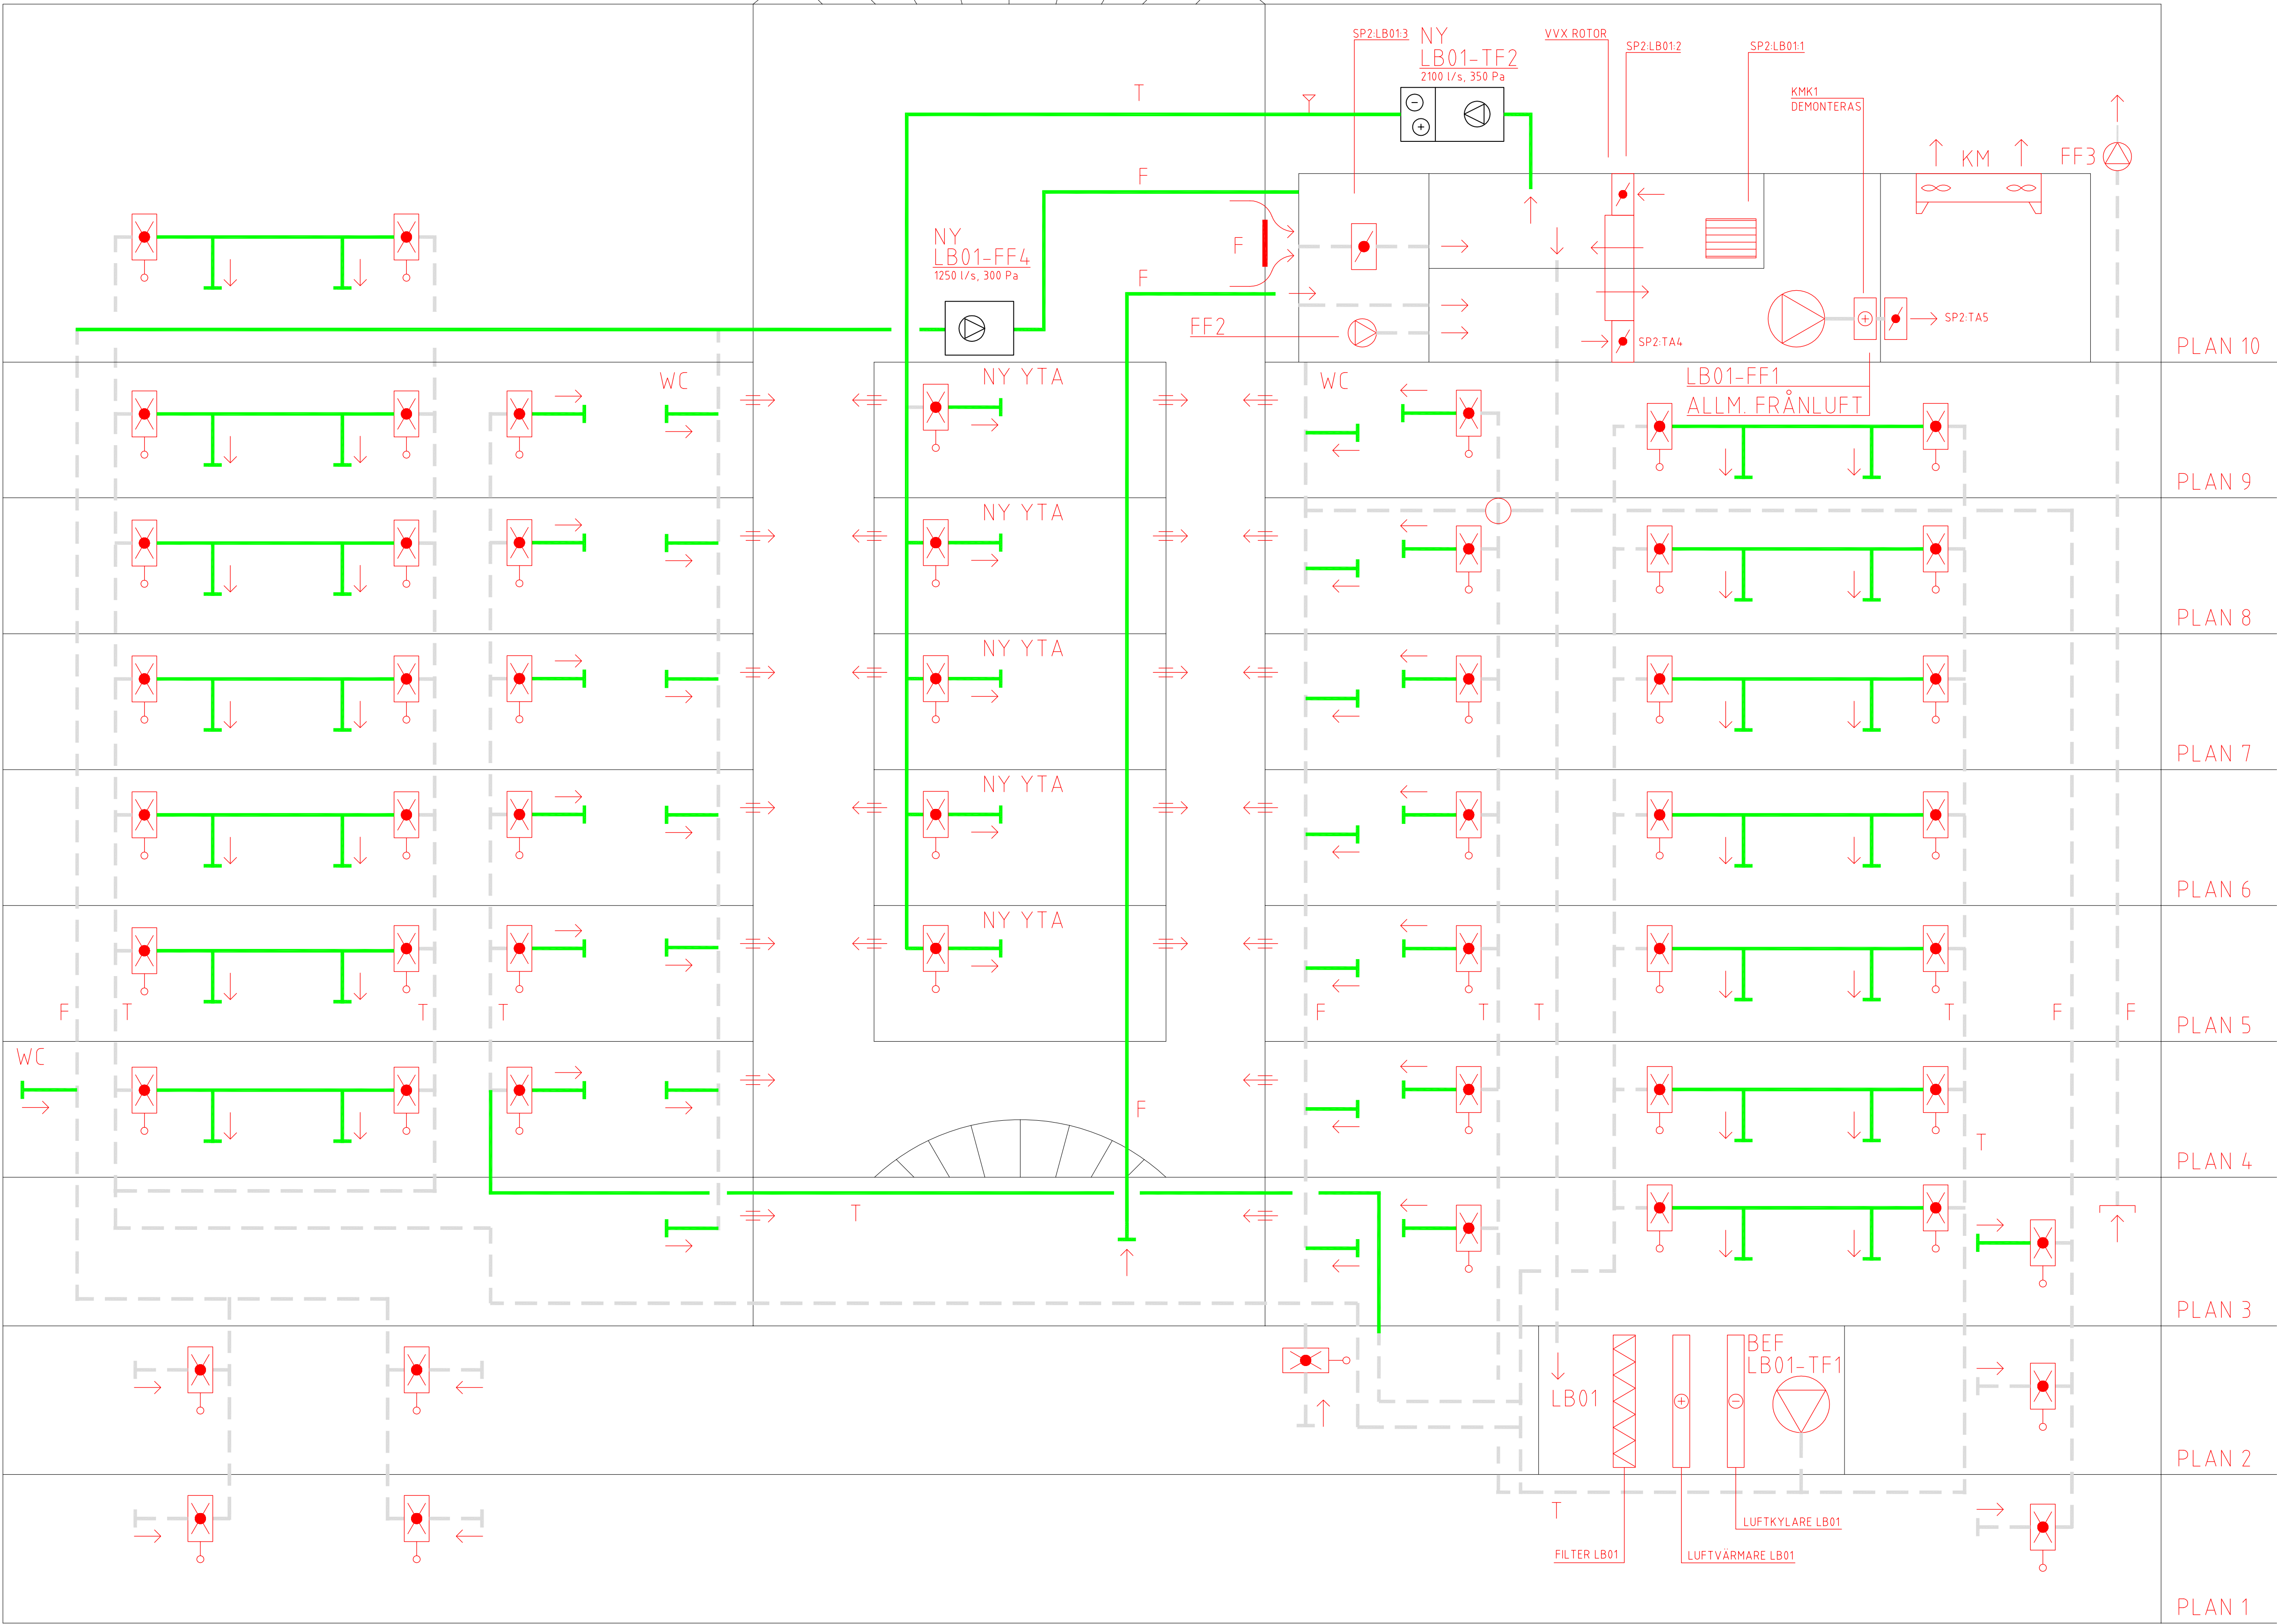 SP2:LB01:3
NY
LB01-TF2
2100 l/s, 350 Pa
VVX ROTOR
SP2:LB01:2
SP2:LB01:1
KMK1
DEMONTERAS
T
KM
FF3
F
NY
LB01-FF4
1250 l/s, 300 Pa
F
F
FF2
SP2:TA5
SP2:TA4
PLAN 10
WC
NY YTA
WC
LB01-FF1
ALLM. FRÅNLUFT
PLAN 9
NY YTA
PLAN 8
NY YTA
PLAN 7
NY YTA
PLAN 6
NY YTA
F
T
T
T
F
T
T
T
F
F
PLAN 5
WC
F
T
PLAN 4
T
PLAN 3
BEF
LB01-TF1
LB01
PLAN 2
T
LUFTKYLARE LB01
FILTER LB01
LUFTVÄRMARE LB01
PLAN 1